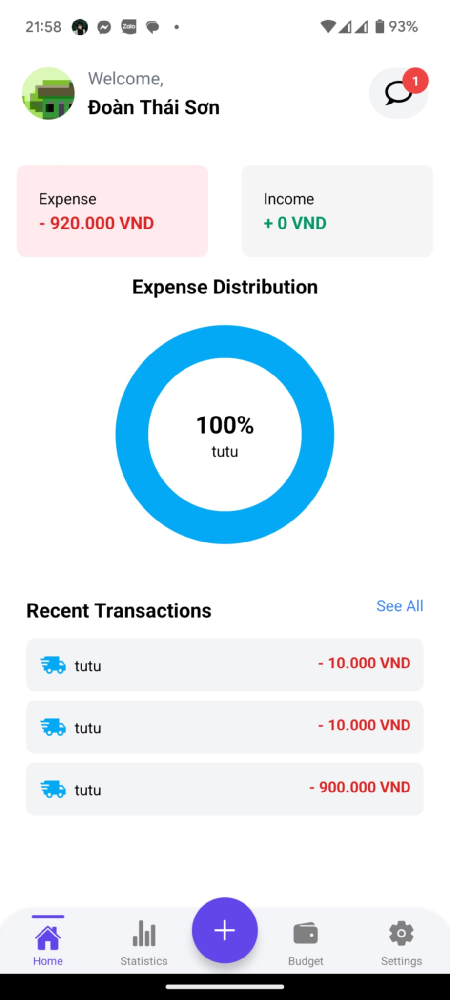 21:58 Zalo 93%
Welcome,
Đoàn Thái Sơn
1
Expense
- 920.000 VND
Income
+ 0 VND
Expense Distribution
100%
tutu
Recent Transactions
See All
tutu - 10.000 VND
tutu - 10.000 VND
tutu - 900.000 VND
Home
Statistics
Budget
Settings